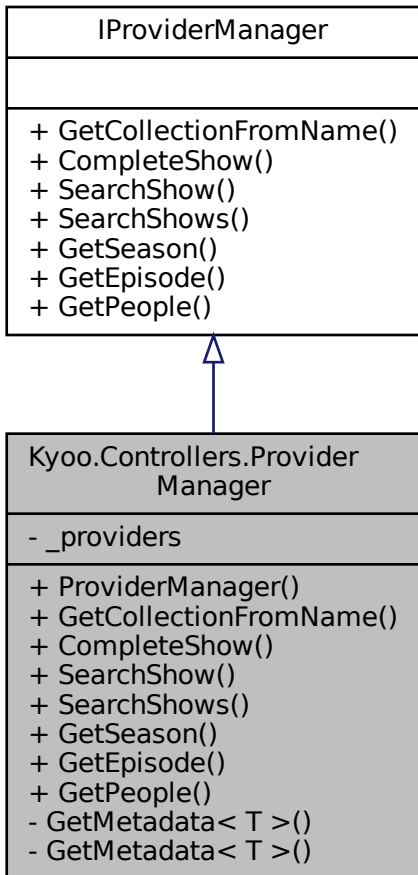 IProviderManager
+ GetCollectionFromName()
+ CompleteShow()
+ SearchShow()
+ SearchShows()
+ GetSeason()
+ GetEpisode()
+ GetPeople()
Kyoo.Controllers.Provider
Manager
- _providers
+ ProviderManager()
+ GetCollectionFromName()
+ CompleteShow()
+ SearchShow()
+ SearchShows()
+ GetSeason()
+ GetEpisode()
+ GetPeople()
- GetMetadata< T >()
- GetMetadata< T >()